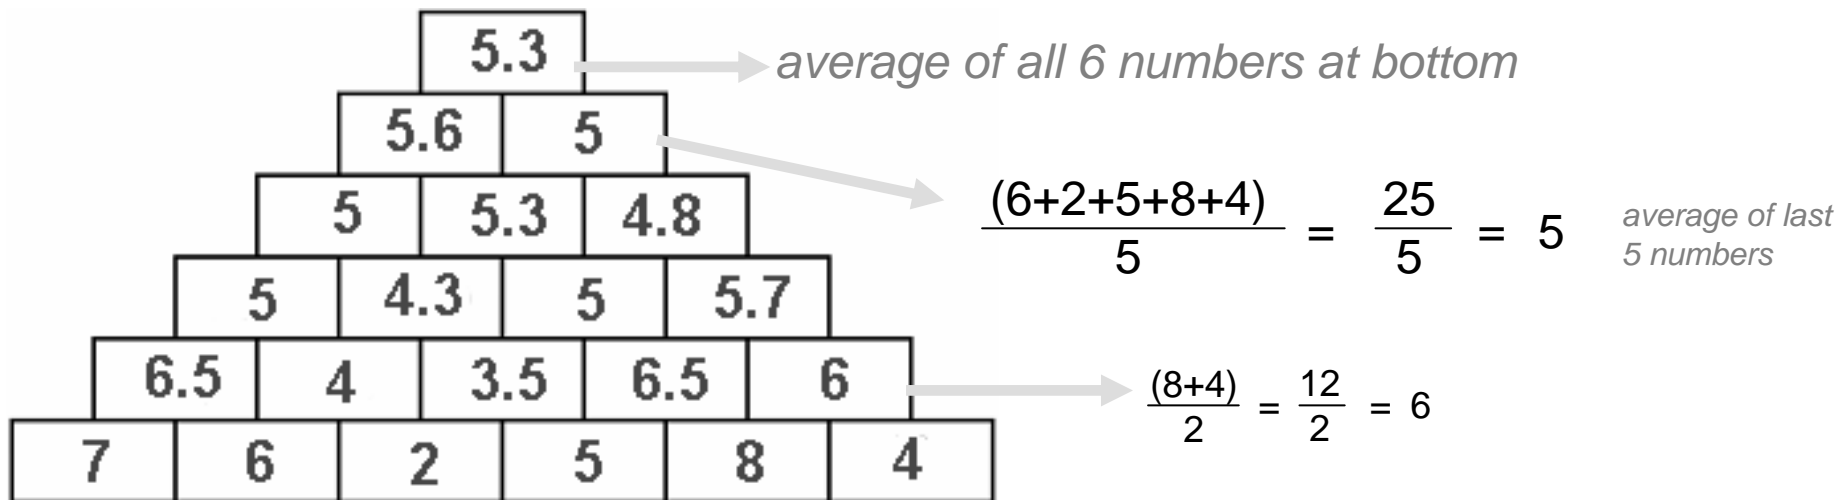 5.3 average of all 6 numbers at bottom
5.6 5
5 5.3 4.8
(6+2+5+8+4) / 5 = 25 / 5 = 5
average of last
5 numbers
5 4.3 5 5.7
6.5 4 3.5 6.5 6
(8+4) / 2 = 12 / 2 = 6
7 6 2 5 8 4